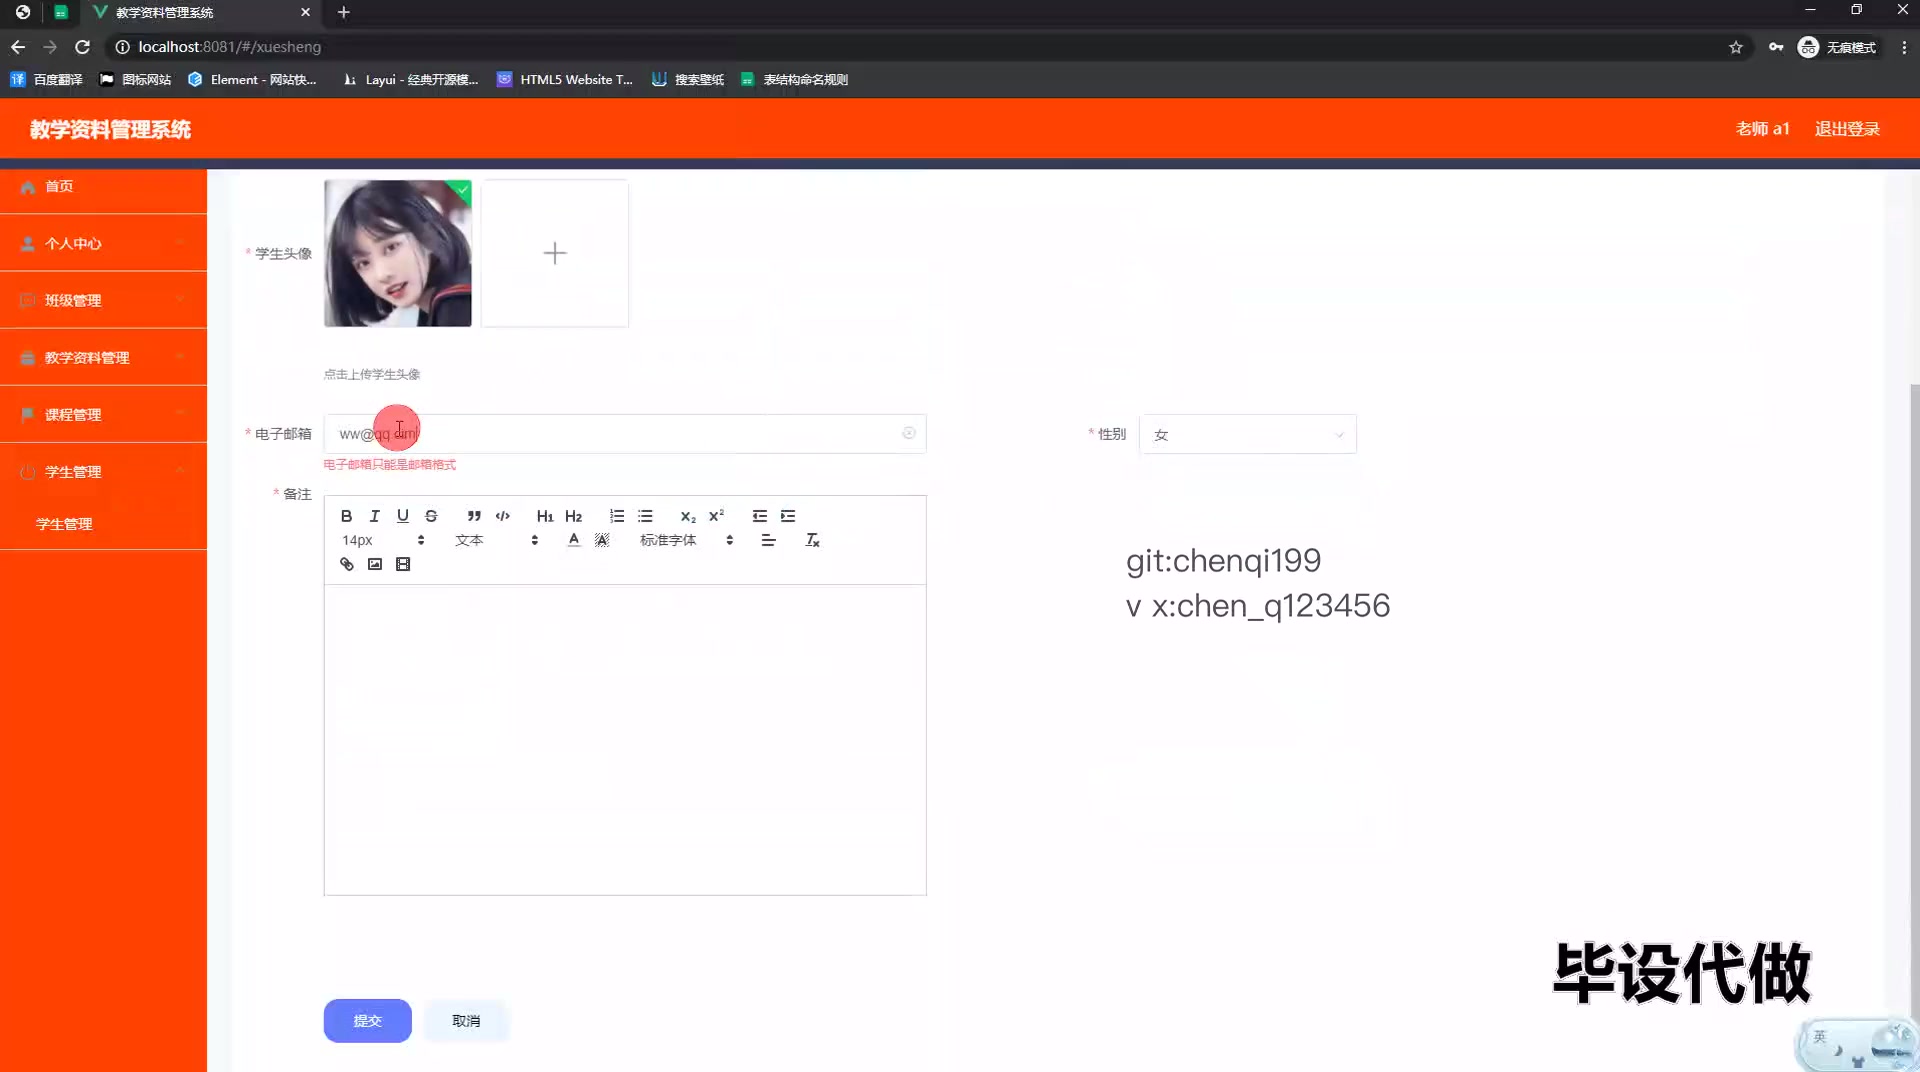 教学资料管理系统
localhost:8081/#/xuesheng
无痕模式
百度翻译
图标网站
Element - 网站快...
Layui - 经典开源模...
HTML5 Website T...
搜索壁纸
表结构命名规则
教学资料管理系统
老师 a1
退出登录
首页
个人中心
班级管理
教学资料管理
课程管理
学生管理
学生管理
* 学生头像
点击上传学生头像
* 电子邮箱
ww@qq
电子邮箱只能是邮箱格式
* 性别
女
* 备注
B I U S H1 H2 X2 X2
14px 文本 A A 标准字体
git:chenqi199
v x:chen_q123456
毕设代做
提交
取消
英